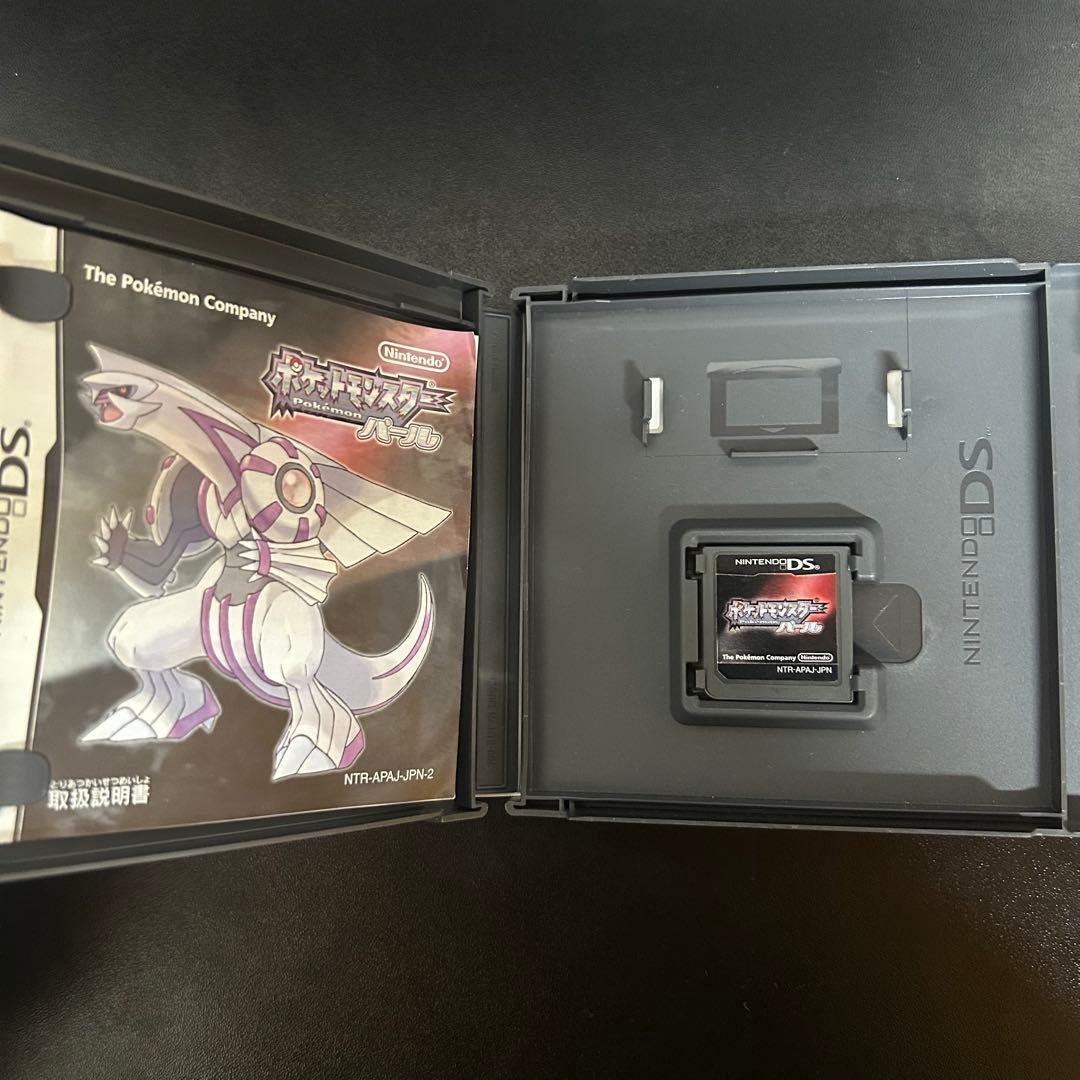 The Pokémon Company
Nintendo
ポケットモンスター
Pokémon
パール
NTR-APAJ-JPN-2
とりあつかいせつめいしょ
取扱説明書
NINTENDO DS
NINTENDO DS
ポケットモンスター
Pokémon
パール
The Pokémon Company Nintendo
NTR-APAJ-JPN
NINTENDO DS